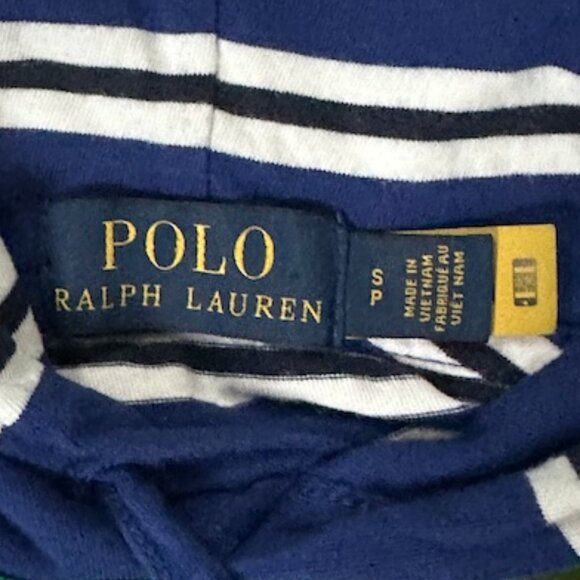 POLO
RALPH LAUREN
S
P
MADE IN
VIETNAM
FABRIQUÉ AU
VIET NAM